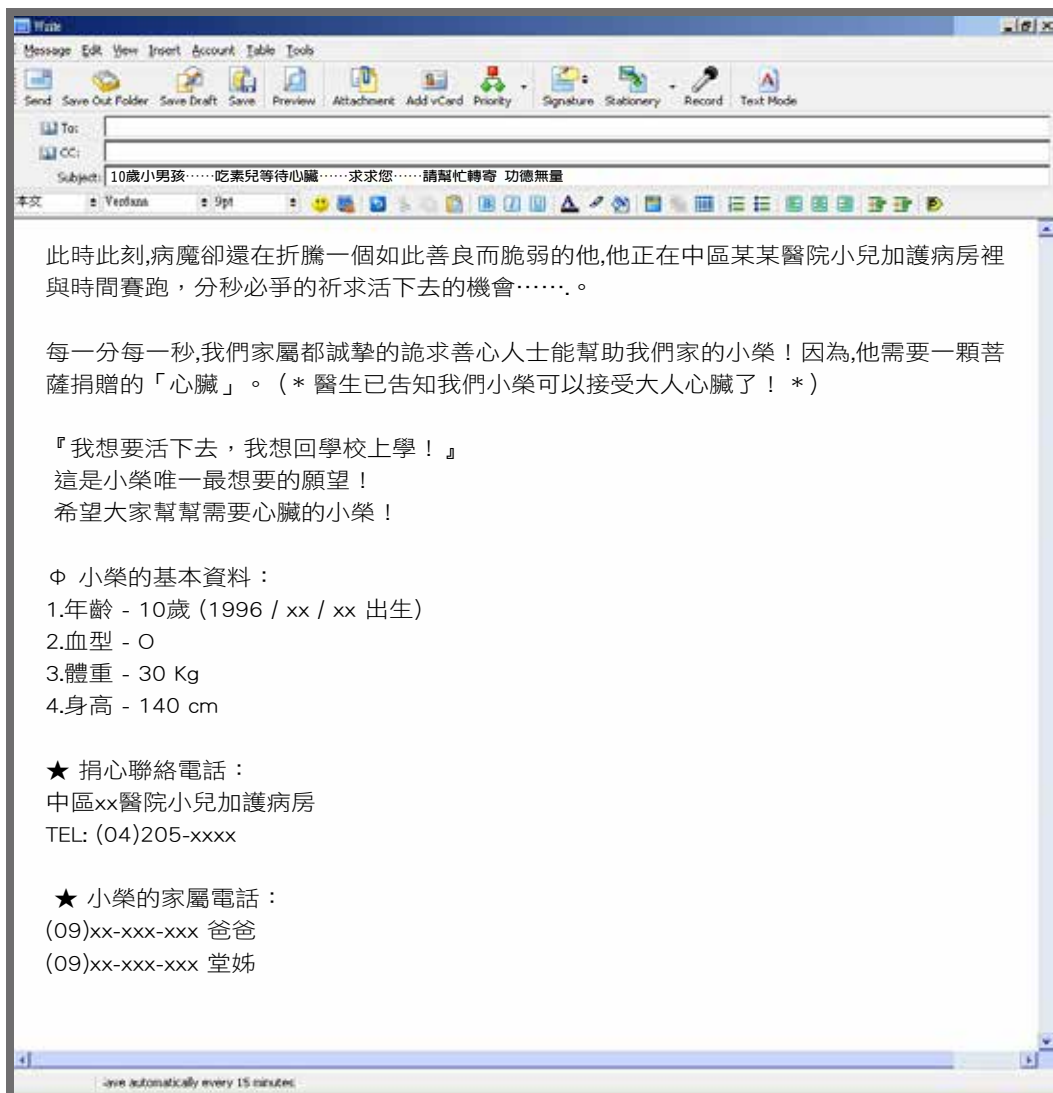 Write
Message Edit View Insert Account Table Tools
Send Save Out Folder Save Draft Save Preview Attachment Add vCard Priority Signature Stationery Record Text Mode
To:
CC:
Subject: 10歲小男孩……吃素兒等待心臟……求求您……請幫忙轉寄 功德無量
本文 Verdana 9pt
此時此刻,病魔卻還在折騰一個如此善良而脆弱的他,他正在中區某某醫院小兒加護病房裡
與時間賽跑，分秒必爭的祈求活下去的機會…….。
每一分每一秒,我們家屬都誠摯的詭求善心人士能幫助我們家的小榮！因為,他需要一顆菩
薩捐贈的「心臟」。（* 醫生已告知我們小榮可以接受大人心臟了！ *）
『我想要活下去，我想回學校上學！』
這是小榮唯一最想要的願望！
希望大家幫幫需要心臟的小榮！
Φ 小榮的基本資料：
1.年齡 - 10歲 (1996 / xx / xx 出生)
2.血型 - O
3.體重 - 30 Kg
4.身高 - 140 cm
★ 捐心聯絡電話：
中區xx醫院小兒加護病房
TEL: (04)205-xxxx
★ 小榮的家屬電話：
(09)xx-xxx-xxx 爸爸
(09)xx-xxx-xxx 堂姊
ave automatically every 15 minutes